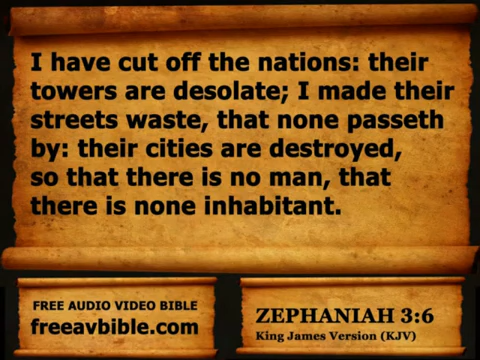 I have cut off the nations: their
towers are desolate; I made their
streets waste, that none passeth
by: their cities are destroyed,
so that there is no man, that
there is none inhabitant.
FREE AUDIO VIDEO BIBLE
freeavbible.com
ZEPHANIAH 3:6
King James Version (KJV)